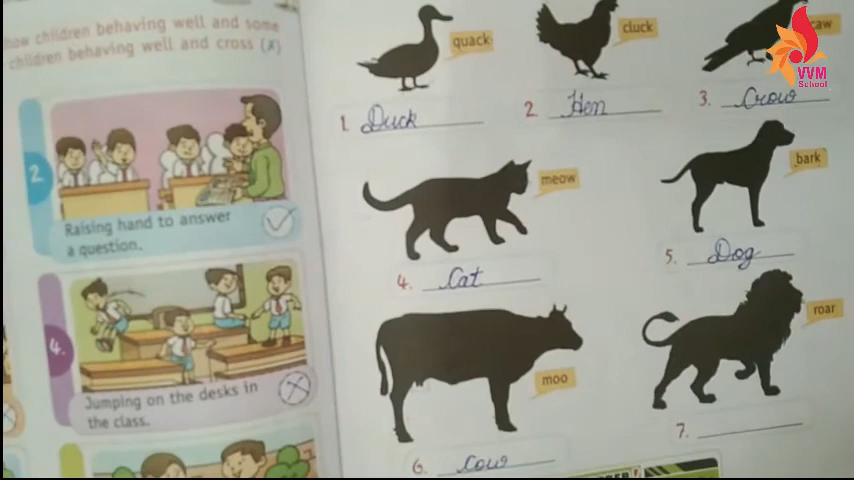 how children behaving well and some
children behaving well and cross (✗)
2
Raising hand to answer
a question.
4.
Jumping on the desks in
the class.
quack
cluck
caw
1. Duck
2. Hen
3. Crow
meow
bark
4. Cat
5. Dog
moo
roar
6. Cow
7.
VVM
School